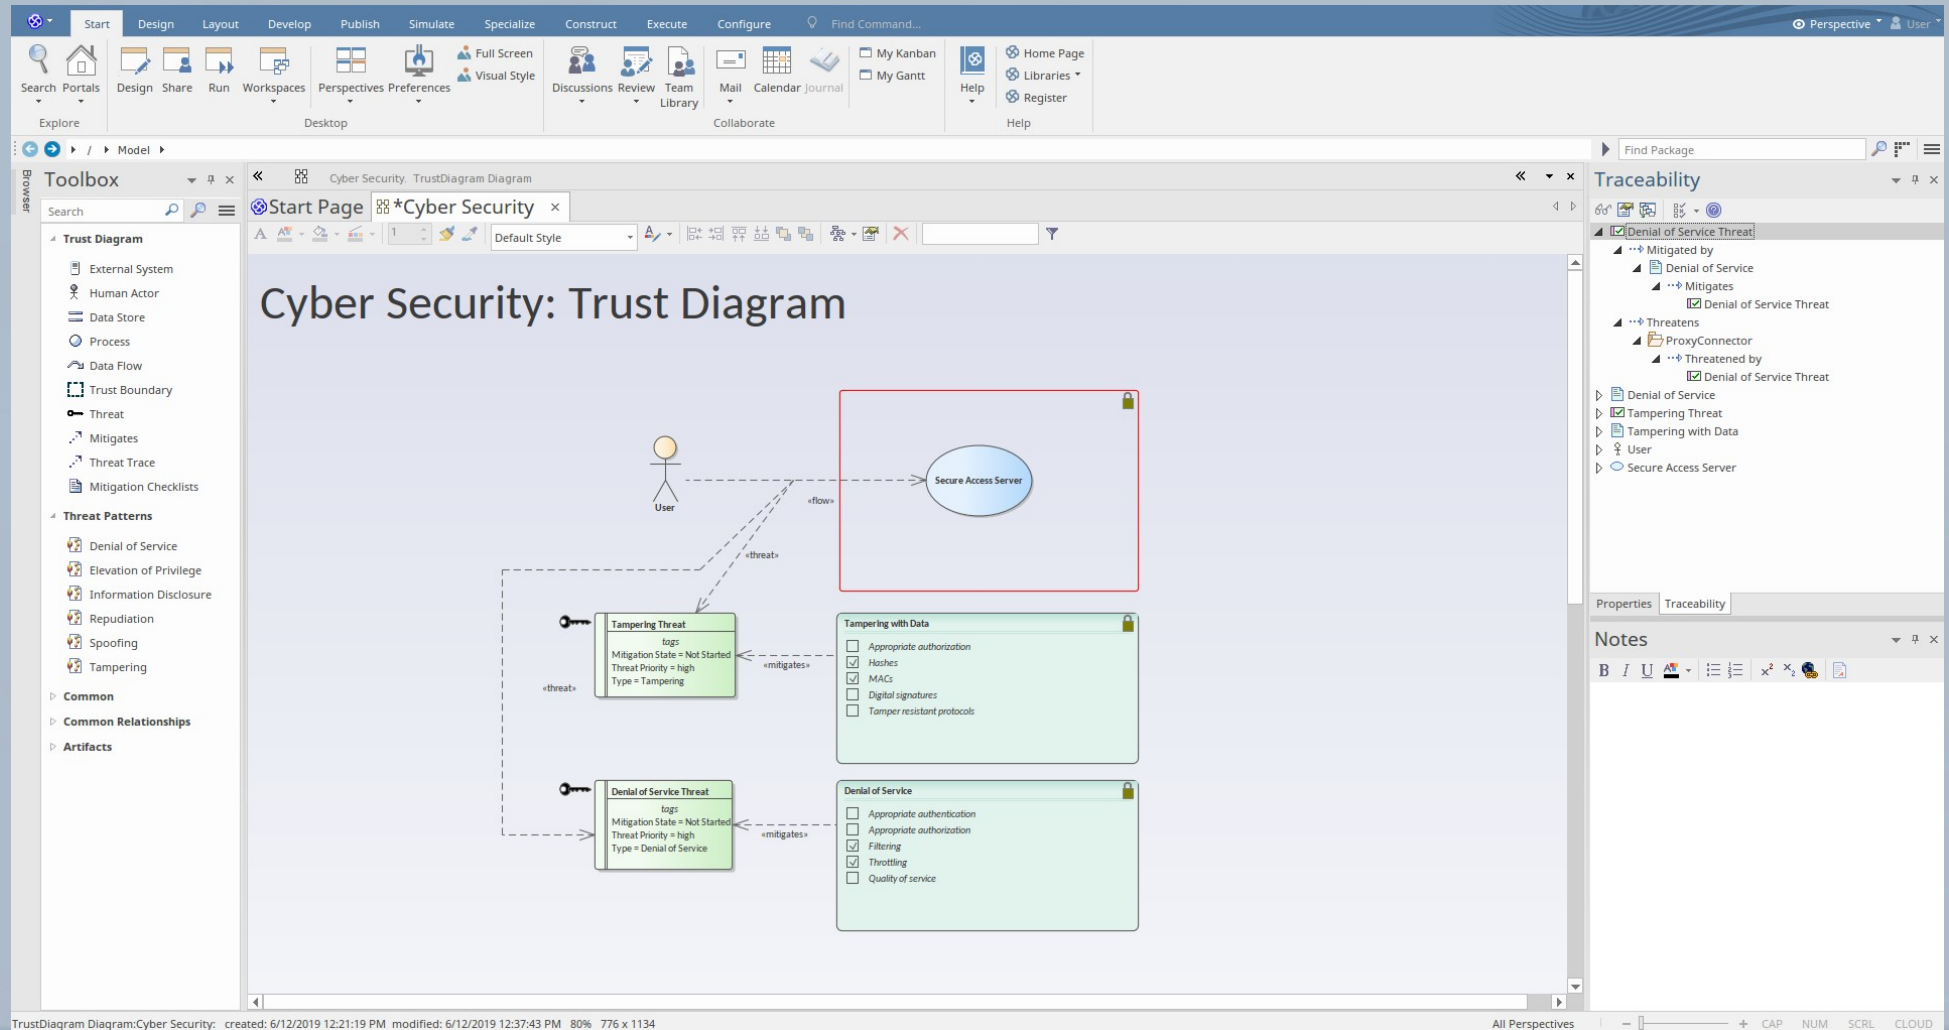 Start Design Layout Develop Publish Simulate Specialize Construct Execute Configure Find Command... Perspective User
Search Portals Design Share Run Workspaces Perspectives Preferences Full Screen Visual Style Discussions Review Team Library Mail Calendar Journal My Kanban My Gantt Help Home Page Libraries Register
Explore Desktop Collaborate Help
/ Model Find Package
Browser
Toolbox
Search
Trust Diagram
External System
Human Actor
Data Store
Process
Data Flow
Trust Boundary
Threat
Mitigates
Threat Trace
Mitigation Checklists
Threat Patterns
Denial of Service
Elevation of Privilege
Information Disclosure
Repudiation
Spoofing
Tampering
Common
Common Relationships
Artifacts
Cyber Security. TrustDiagram Diagram
Start Page *Cyber Security
1 Default Style
Cyber Security: Trust Diagram
User
Secure Access Server
«flow»
«threat»
«threat»
Tampering Threat
tags
Mitigation State = Not Started
Threat Priority = high
Type = Tampering
«mitigates»
Tampering with Data
Appropriate authorization
Hashes
MACs
Digital signatures
Tamper resistant protocols
Denial of Service Threat
tags
Mitigation State = Not Started
Threat Priority = high
Type = Denial of Service
«mitigates»
Denial of Service
Appropriate authentication
Appropriate authorization
Filtering
Throttling
Quality of service
Traceability
Denial of Service Threat
Mitigated by
Denial of Service
Mitigates
Denial of Service Threat
Threatens
ProxyConnector
Threatened by
Denial of Service Threat
Denial of Service
Tampering Threat
Tampering with Data
User
Secure Access Server
Properties Traceability
Notes
B I U
TrustDiagram Diagram:Cyber Security: created: 6/12/2019 12:21:19 PM modified: 6/12/2019 12:37:43 PM 80% 776 x 1134 All Perspectives CAP NUM SCRL CLOUD